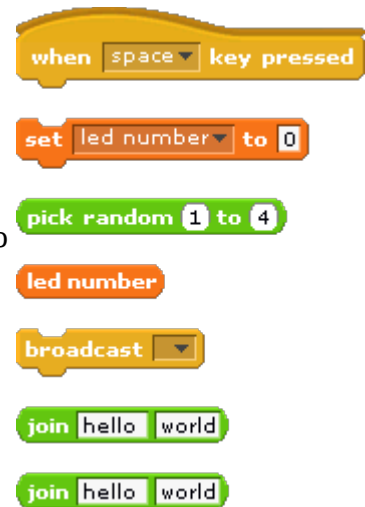 when space key pressed
set led number to 0
pick random 1 to 4
led number
broadcast
join hello world
join hello world